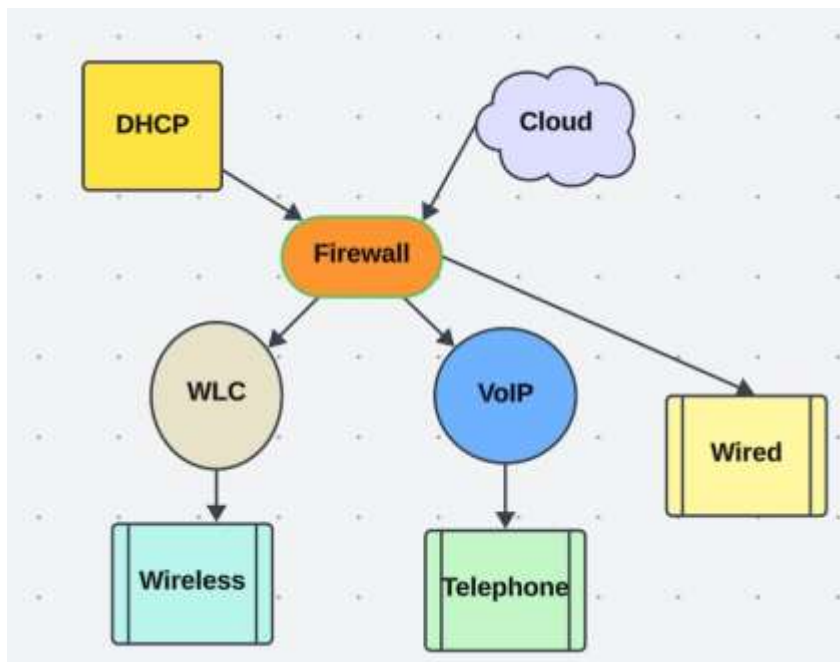 DHCP
Cloud
Firewall
WLC
VoIP
Wired
Wireless
Telephone